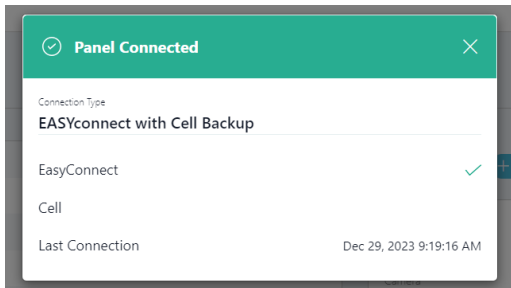 Panel Connected
Connection Type
EASYconnect with Cell Backup
EasyConnect
Cell
Last Connection Dec 29, 2023 9:19:16 AM
Camera